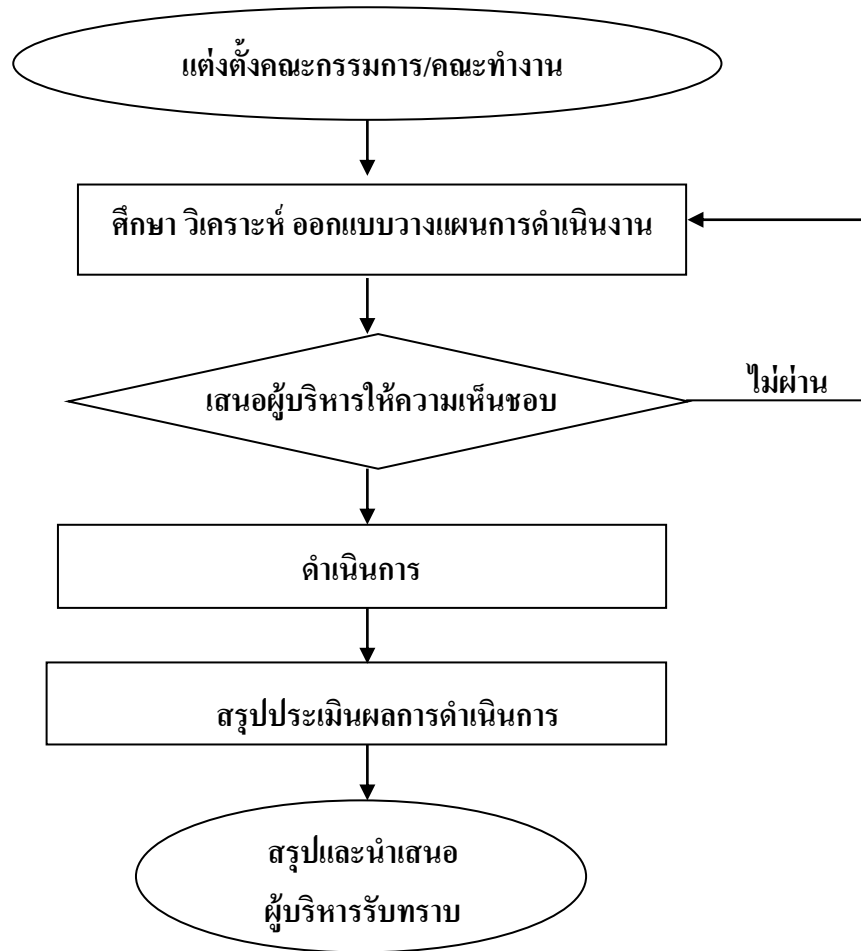 แต่งตั้งคณะกรรมการ/คณะทำงาน
ศึกษา วิเคราะห์ ออกแบบวางแผนการดำเนินงาน
เสนอผู้บริหารให้ความเห็นชอบ
ไม่ผ่าน
ดำเนินการ
สรุปประเมินผลการดำเนินการ
สรุปและนำเสนอ
ผู้บริหารรับทราบ